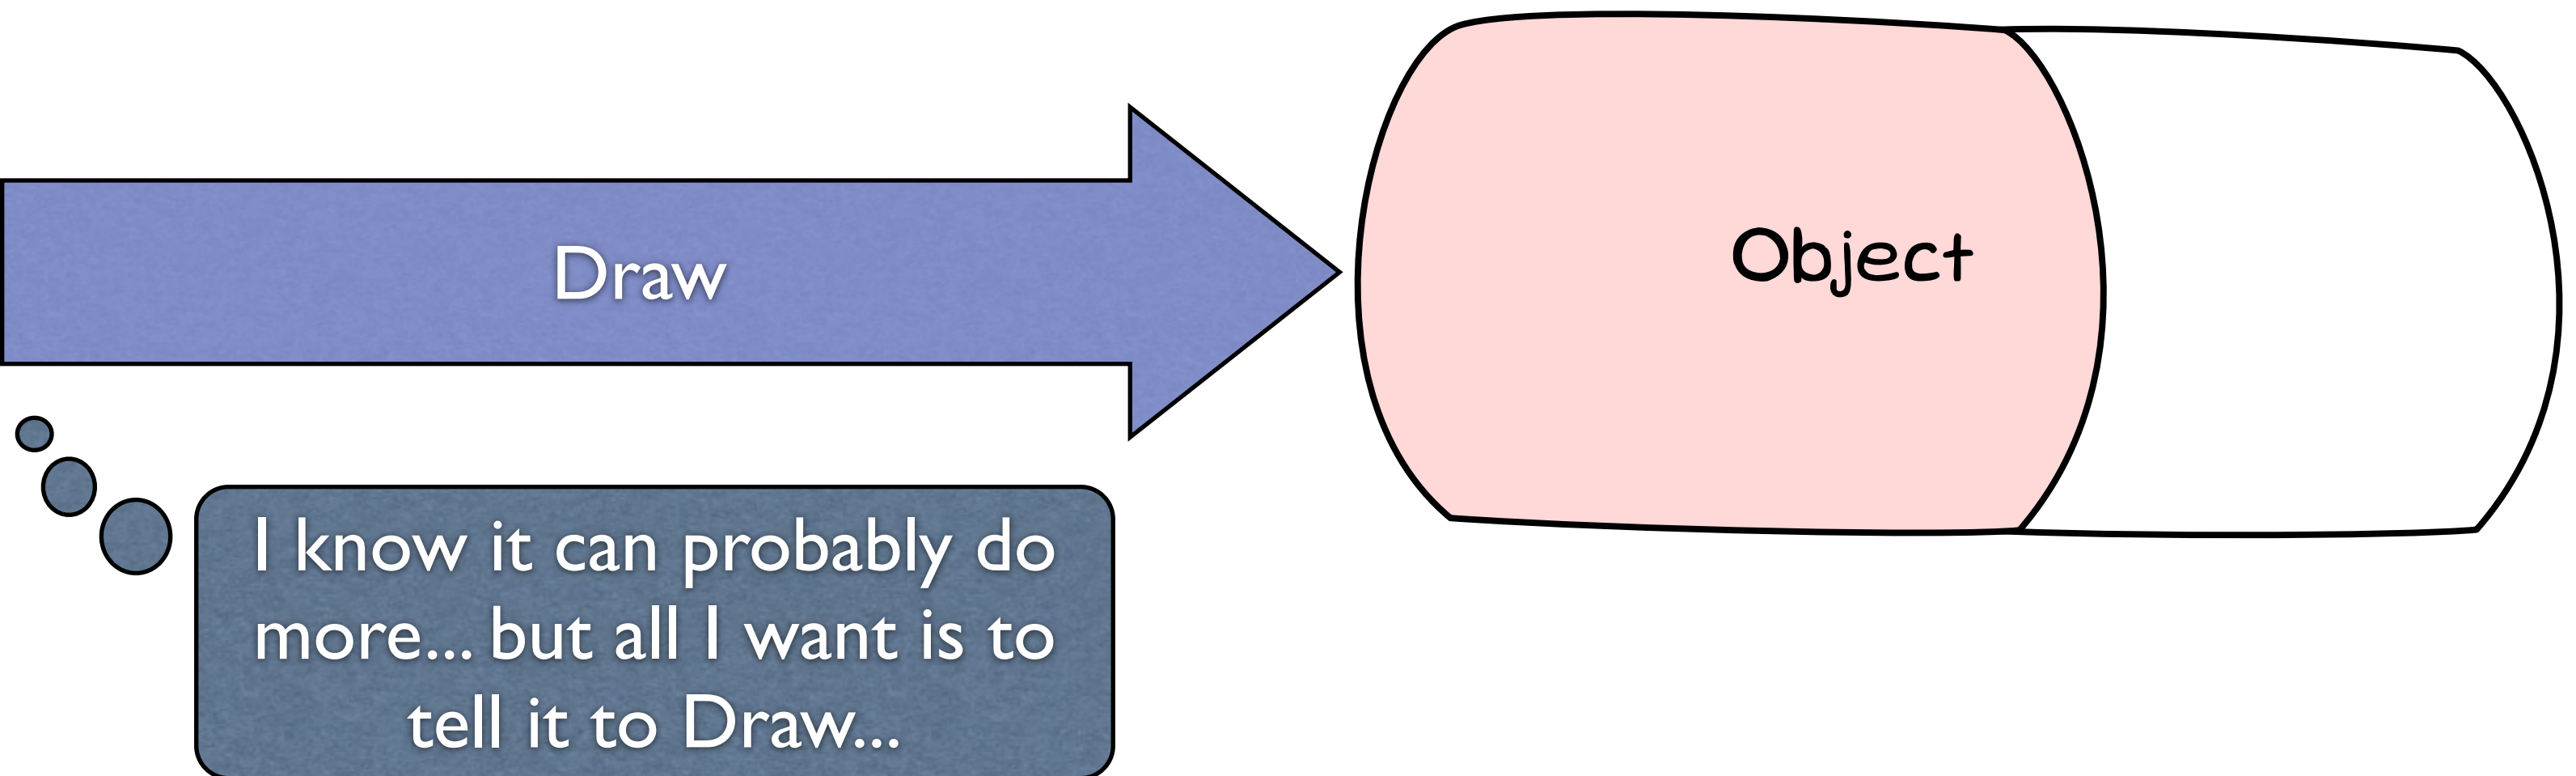 Draw
Object
I know it can probably do
more... but all I want is to
tell it to Draw...